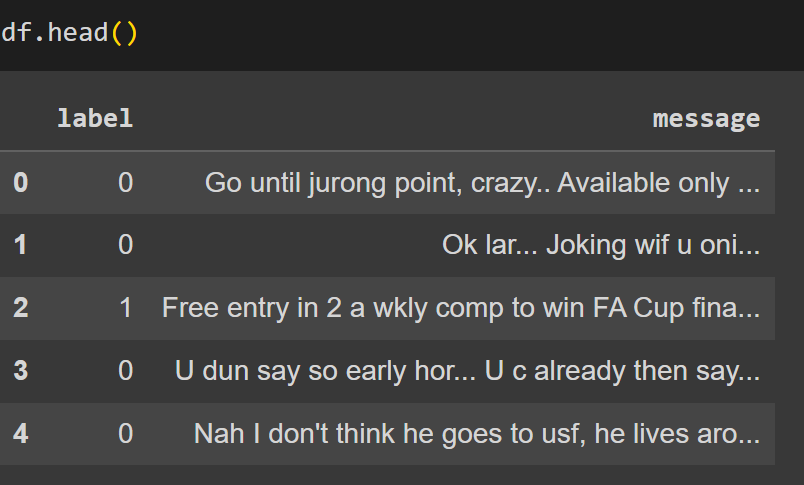 df.head()
label message
0 0 Go until jurong point, crazy.. Available only ...
1 0 Ok lar... Joking wif u oni...
2 1 Free entry in 2 a wkly comp to win FA Cup fina...
3 0 U dun say so early hor... U c already then say...
4 0 Nah I don't think he goes to usf, he lives aro...